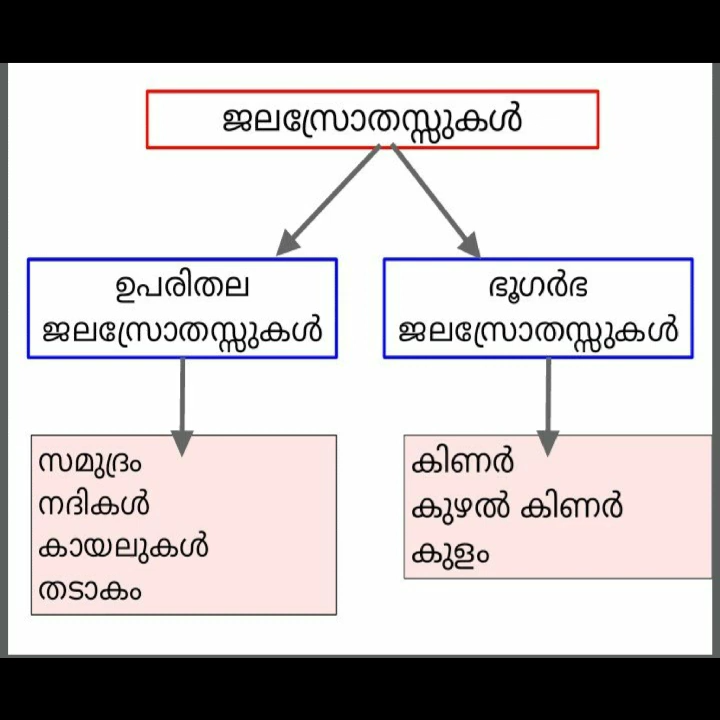 ജലസ്രോതസ്സുകൾ
ഉപരിതല
ജലസ്രോതസ്സുകൾ
ഭൂഗർഭ
ജലസ്രോതസ്സുകൾ
സമുദ്രം
നദികൾ
കായലുകൾ
തടാകം
കിണർ
കുഴൽ കിണർ
കുളം